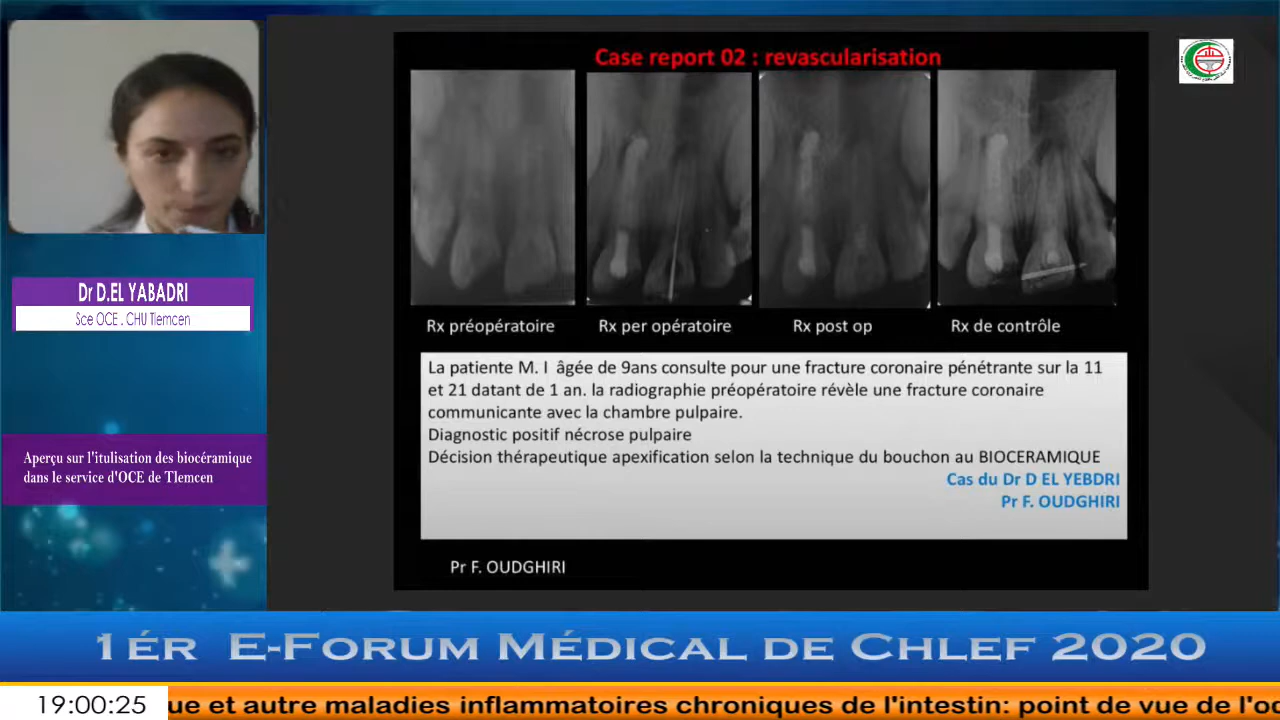 Case report 02 : revascularisation
Rx préopératoire
Rx per opératoire
Rx post op
Rx de contrôle
Dr D.EL YABADRI
Sce OCE . CHU Tlemcen
La patiente M. I âgée de 9ans consulte pour une fracture coronaire pénétrante sur la 11
et 21 datant de 1 an. la radiographie préopératoire révèle une fracture coronaire
communicante avec la chambre pulpaire.
Diagnostic positif nécrose pulpaire
Décision thérapeutique apexification selon la technique du bouchon au BIOCERAMIQUE
Cas du Dr D EL YEBDRI
Pr F. OUDGHIRI
Aperçu sur l'itulisation des biocéramique
dans le service d'OCE de Tlemcen
Pr F. OUDGHIRI
1ér E-Forum Médical de Chlef 2020
19:00:25
ue et autre maladies inflammatoires chroniques de l'intestin: point de vue de l'o